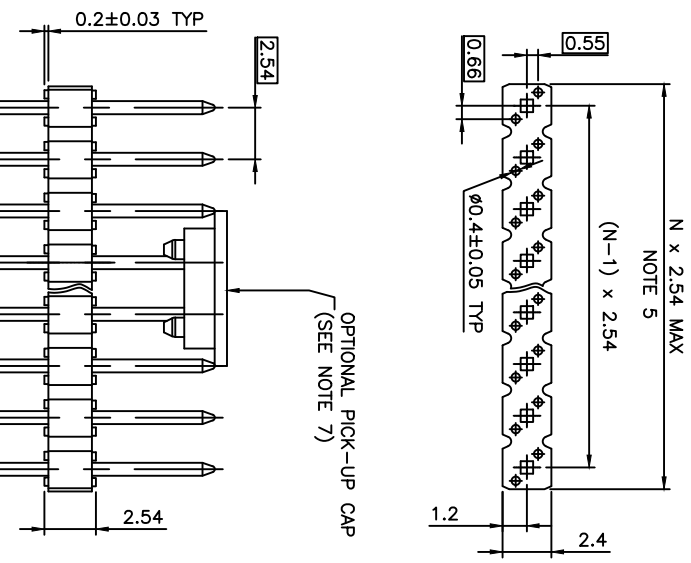 0.2±0.03 TYP
2.54
OPTIONAL PICK-UP CAP
(SEE NOTE 7)
2.54
0.55
0.66
Ø0.4±0.05 TYP
N x 2.54 MAX
NOTE 5
(N-1) x 2.54
1.2
2.4